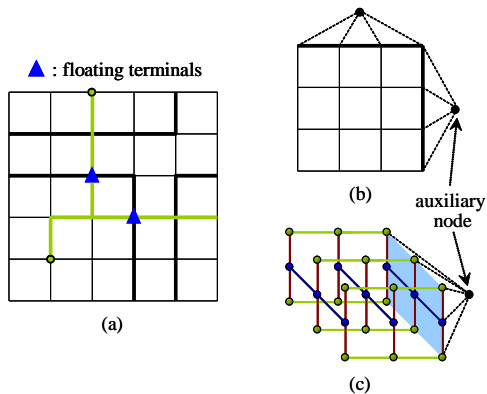 ▲ : floating terminals
(a)
(b)
auxiliary
node
(c)